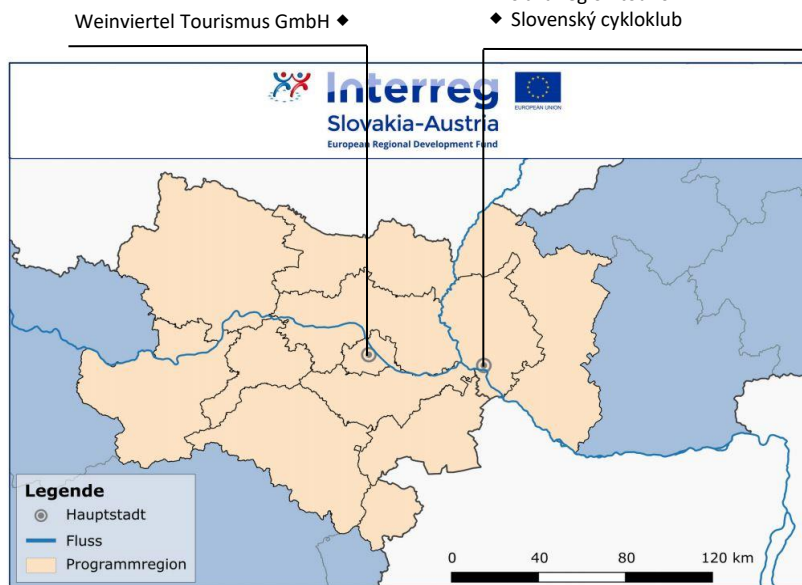 Weinviertel Tourismus GmbH ◆
◆ Slovenský cykloklub
Interreg
EUROPEAN UNION
Slovakia-Austria
European Regional Development Fund
Legende
Hauptstadt
Fluss
Programmregion
0 40 80 120 km